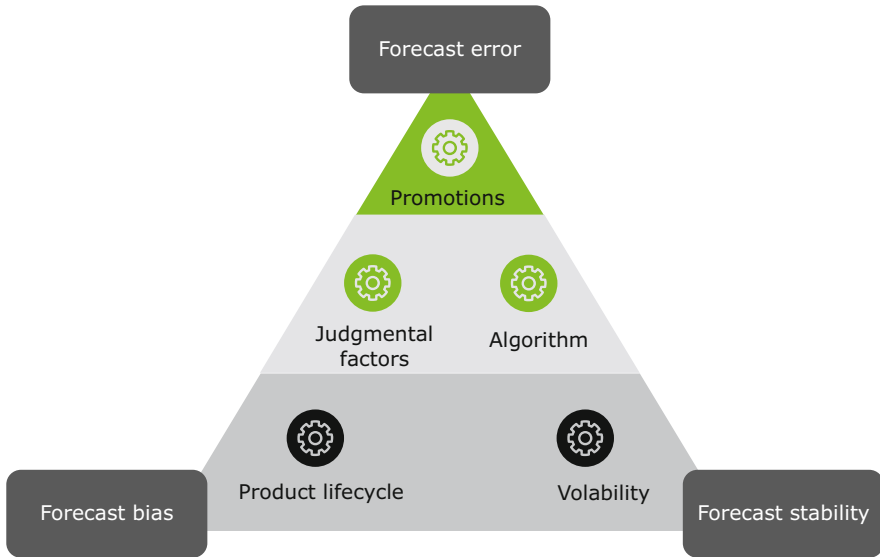 Forecast error
Promotions
Judgmental
factors
Algorithm
Product lifecycle
Volability
Forecast bias
Forecast stability